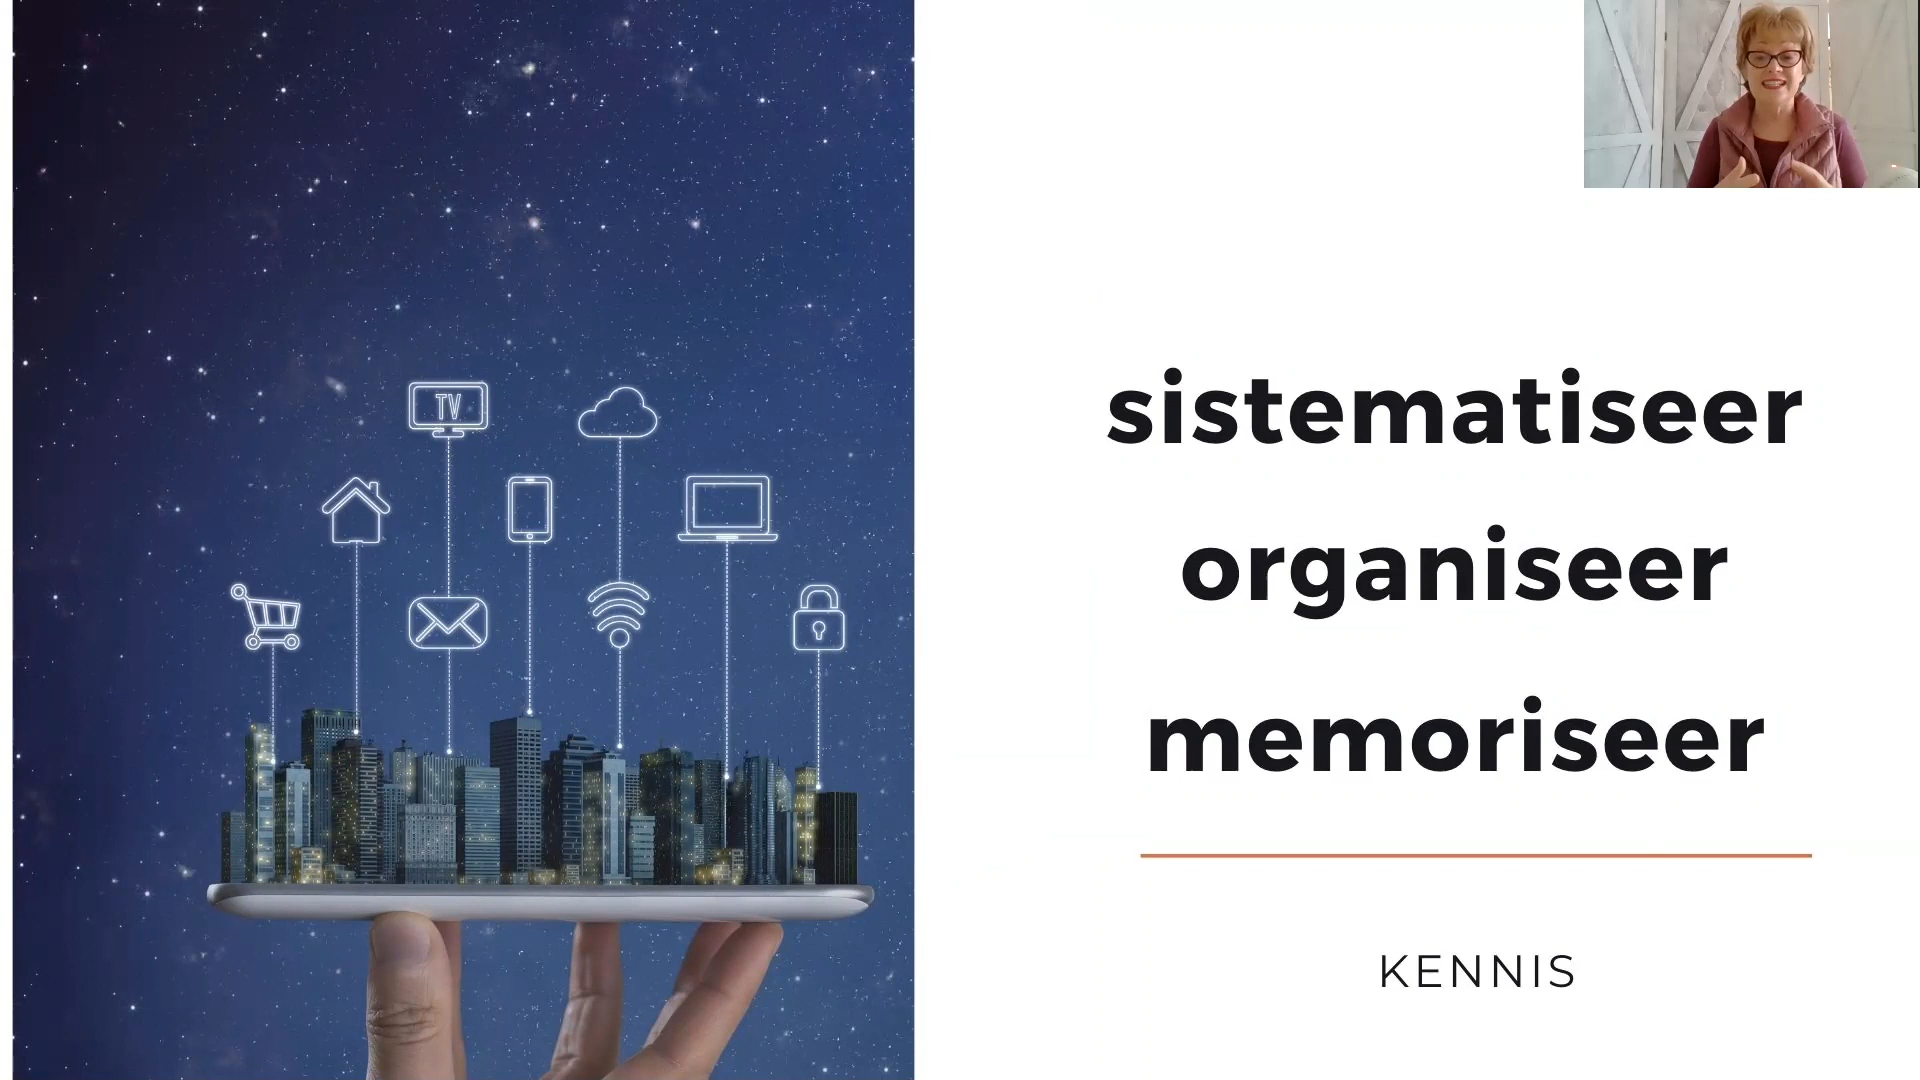 TV
sistematiseer
organiseer
memoriseer
KENNIS